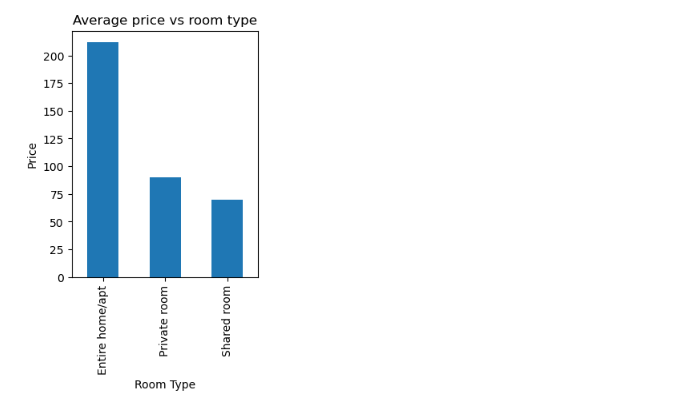 Average price vs room type
200
175
150
125
100
75
50
25
0
Price
Entire home/apt
Private room
Shared room
Room Type